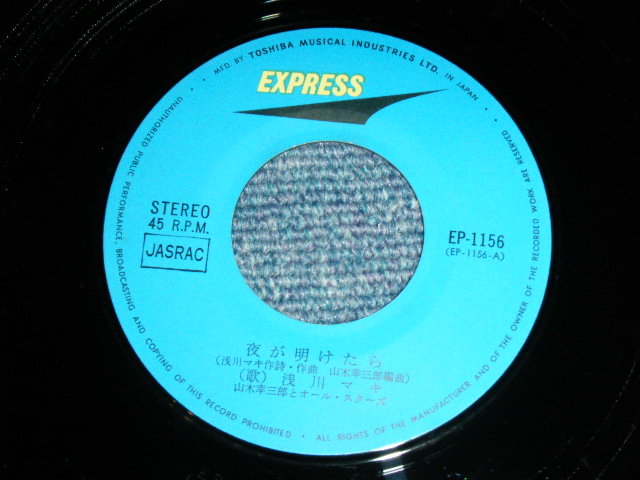 MFD. BY TOSHIBA MUSICAL INDUSTRIES LTD. IN JAPAN
EXPRESS
STEREO
45 R.P.M.
JASRAC
EP-1156
(EP-1156-A)
夜が明けたら
(浅川マキ作詩・作曲 山木幸三郎編曲)
(歌) 浅川マキ
山木幸三郎とオール・スターズ
UNAUTHORIZED PUBLIC PERFORMANCE, BROADCASTING AND COPYING OF THIS RECORD PROHIBITED • ALL RIGHTS OF THE MANUFACTURER AND OF THE OWNER OF THE RECORDED WORK ARE RESERVED